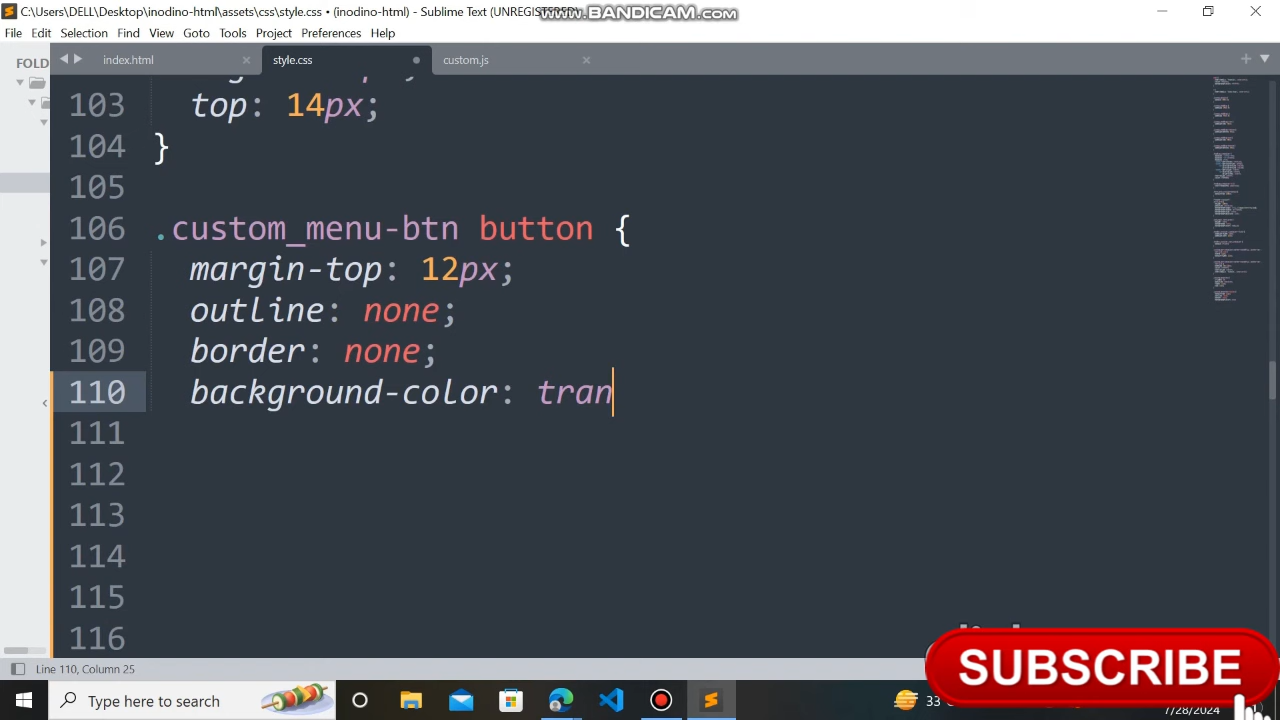 C:\Users\DELL\Desktop\inodino-html\assets\css\style.css • (inodino-html) - Sublime Text (UNREGISTERED)
www.BANDICAM.com
File Edit Selection Find View Goto Tools Project Preferences Help
FOLD
index.html
style.css
custom.js
103 top: 14px;
104 }
105
106 .custom_menu-btn button {
107 margin-top: 12px;
108 outline: none;
109 border: none;
110 background-color: tran
111
112
113
114
115
116
Line 110, Column 25
SUBSCRIBE
Type here to search
33
7/28/2024